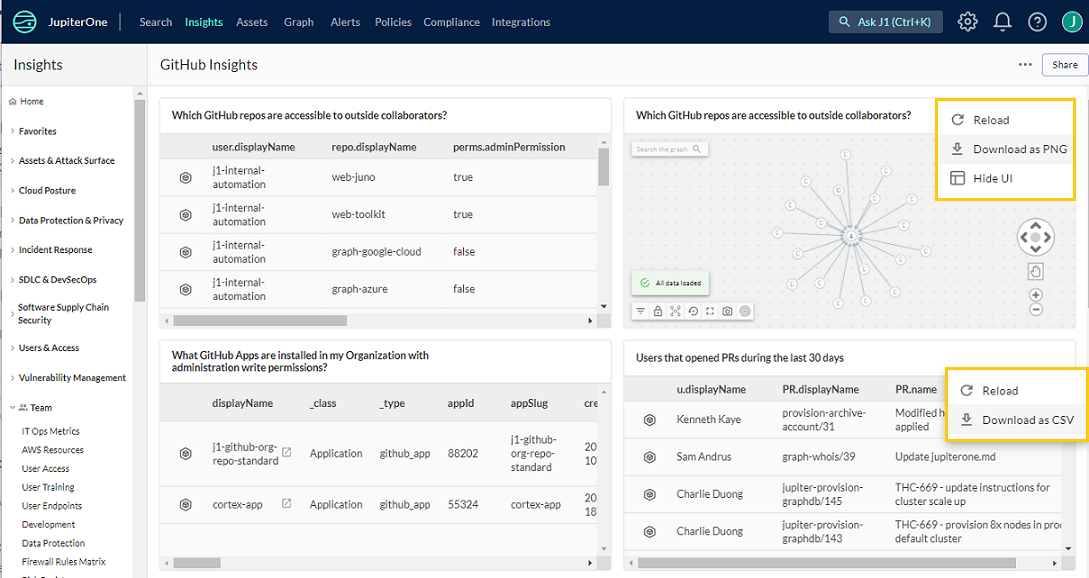 JupiterOne
Search Insights Assets Graph Alerts Policies Compliance Integrations
Ask J1 (Ctrl+K)
J
Insights
GitHub Insights
Share
Home
Favorites
Assets & Attack Surface
Cloud Posture
Data Protection & Privacy
Incident Response
SDLC & DevSecOps
Software Supply Chain
Security
Users & Access
Vulnerability Management
Team
IT Ops Metrics
AWS Resources
User Access
User Training
User Endpoints
Development
Data Protection
Firewall Rules Matrix
Which GitHub repos are accessible to outside collaborators?
user.displayName repo.displayName perms.adminPermission
j1-internal-
automation
web-juno
true
j1-internal-
automation
web-toolkit
true
j1-internal-
automation
graph-google-cloud
false
j1-internal-
automation
graph-azure
false
Which GitHub repos are accessible to outside collaborators?
Search the graph
Reload
Download as PNG
Hide UI
All data loaded
What GitHub Apps are installed in my Organization with
administration write permissions?
displayName _class _type appId appSlug cre
j1-github-org-
repo-standard
Application
github_app
88202
j1-github-
org-repo-
standard
20
10
cortex-app
Application
github_app
55324
cortex-app
20
18
Users that opened PRs during the last 30 days
u.displayName PR.displayName PR.name
Reload
Download as CSV
Kenneth Kaye
provision-archive-
account/31
Modified h
applied
Sam Andrus
graph-whois/39
Update jupiterone.md
Charlie Duong
jupiter-provision-
graphdb/145
THC-669 - update instructions for
cluster scale up
Charlie Duong
jupiter-provision-
graphdb/143
THC-669 - provision 8x nodes in prod
default cluster